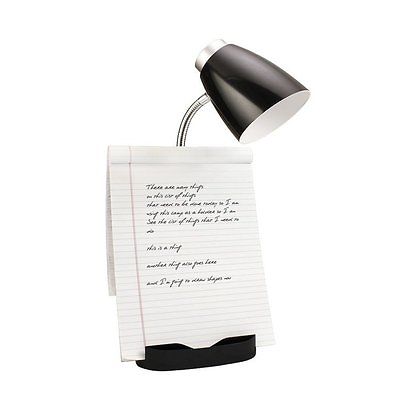 There are many things
on this list of things
that need to be done today so I am
using this lamp as a holder so I am
See the list of things that I need to
do
this is a thing
another thing also goes here
and I'm going to draw shapes now